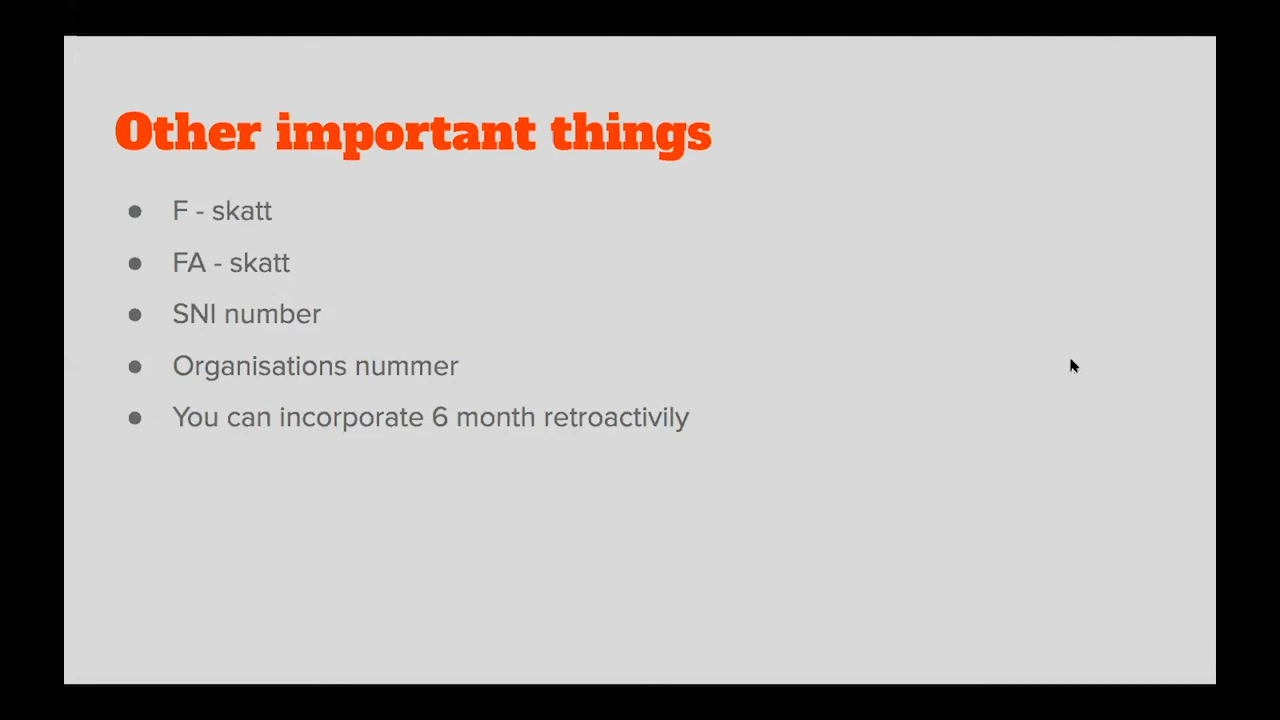 Other important things
● F - skatt
● FA - skatt
● SNI number
● Organisations nummer
● You can incorporate 6 month retroactivily